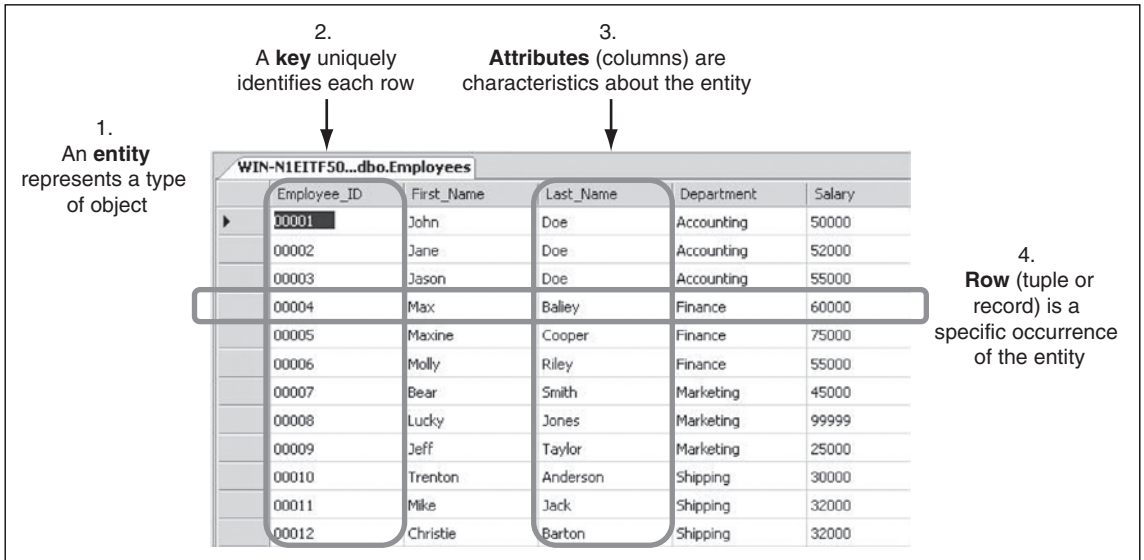 2.
A key uniquely
identifies each row
3.
Attributes (columns) are
characteristics about the entity
1.
An entity
represents a type
of object
WIN-N1EITF50...dbo.Employees
Employee_ID First_Name Last_Name Department Salary
00001 John Doe Accounting 50000
00002 Jane Doe Accounting 52000
00003 Jason Doe Accounting 55000
00004 Max Baliey Finance 60000
00005 Maxine Cooper Finance 75000
00006 Molly Riley Finance 55000
00007 Bear Smith Marketing 45000
00008 Lucky Jones Marketing 99999
00009 Jeff Taylor Marketing 25000
00010 Trenton Anderson Shipping 30000
00011 Mike Jack Shipping 32000
00012 Christie Barton Shipping 32000
4.
Row (tuple or
record) is a
specific occurrence
of the entity